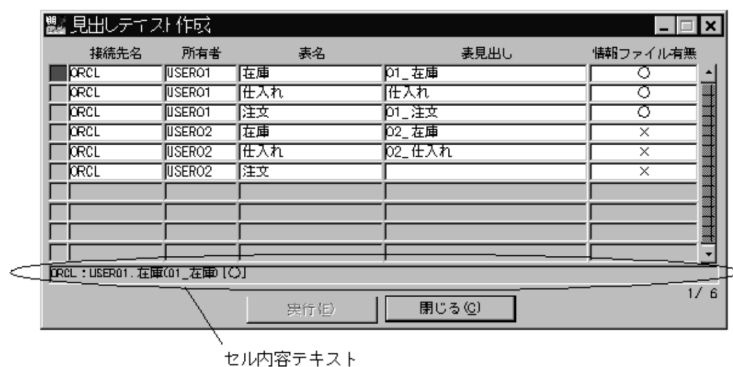 見出しテキスト作成
接続先名 所有者 表名 表見出し 情報ファイル有無
ORCL USER01 在庫 01_在庫 ○
ORCL USER01 仕入れ 仕入れ ○
ORCL USER01 注文 01_注文 ○
ORCL USER02 在庫 02_在庫 ×
ORCL USER02 仕入れ 02_仕入れ ×
ORCL USER02 注文 ×
ORCL：USER01.在庫(01_在庫)[○]
1/ 6
実行(E) 閉じる(C)
セル内容テキスト